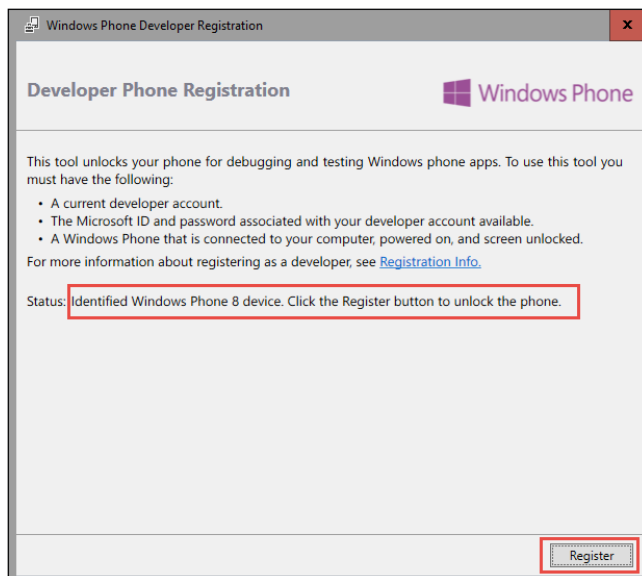 Windows Phone Developer Registration
x
Developer Phone Registration
Windows Phone
This tool unlocks your phone for debugging and testing Windows phone apps. To use this tool you
must have the following:
• A current developer account.
• The Microsoft ID and password associated with your developer account available.
• A Windows Phone that is connected to your computer, powered on, and screen unlocked.
For more information about registering as a developer, see Registration Info.
Status: Identified Windows Phone 8 device. Click the Register button to unlock the phone.
Register